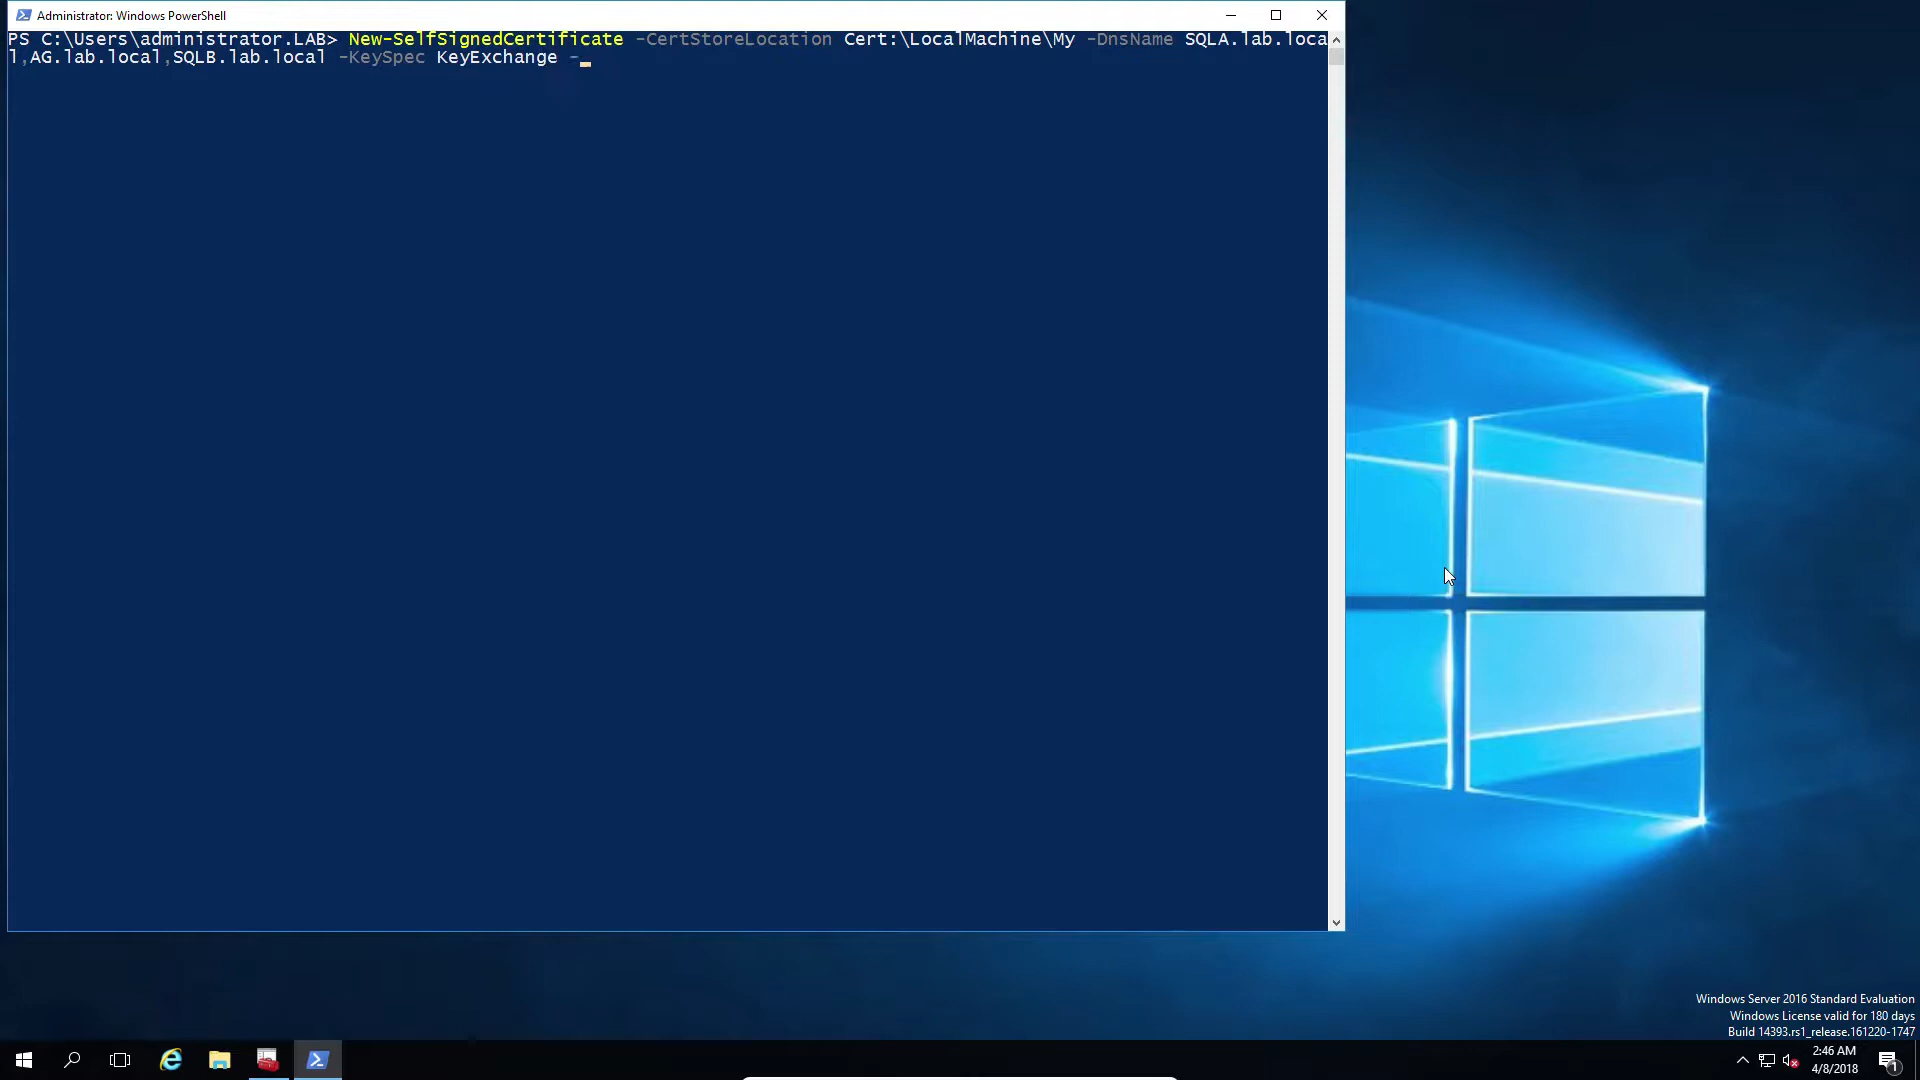 Administrator: Windows PowerShell
PS C:\Users\administrator.LAB> New-SelfSignedCertificate -CertStoreLocation Cert:\LocalMachine\My -DnsName SQLA.lab.loca
l,AG.lab.local,SQLB.lab.local -KeySpec KeyExchange -
Windows Server 2016 Standard Evaluation
Windows License valid for 180 days
Build 14393.rs1_release.161220-1747
2:46 AM
4/8/2018
1